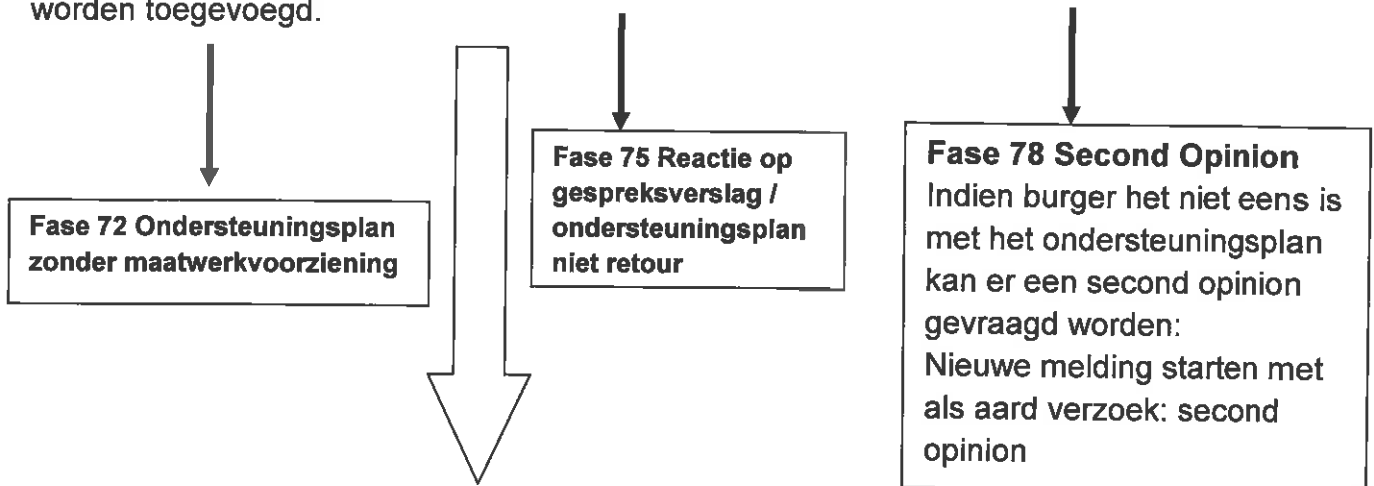 worden toegevoegd.
Fase 72 Ondersteuningsplan
zonder maatwerkvoorziening
Fase 75 Reactie op
gespreksverslag /
ondersteuningsplan
niet retour
Fase 78 Second Opinion
Indien burger het niet eens is
met het ondersteuningsplan
kan er een second opinion
gevraagd worden:
Nieuwe melding starten met
als aard verzoek: second
opinion